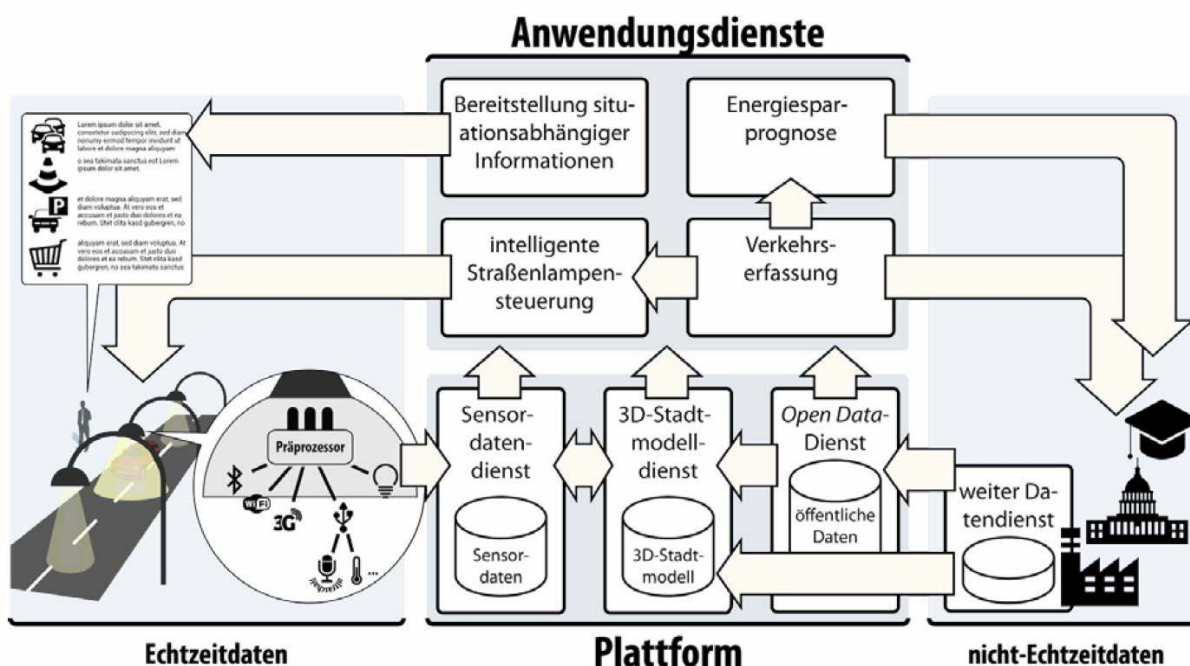 Anwendungsdienste
Bereitstellung situ-
ationsabhängiger
Informationen
Energiespar-
prognose
Lorem ipsum dolor sit amet,
consetetur sadipscing elitr, sed diam
nonumy eirmod tempor invidunt ut
labore et dolore magna aliquyam
o sea takimata sanctus est Lorem
ipsum dolor sit amet.
P
et dolore magna aliquyam erat, sed
diam voluptua. At vero eos et
accusam et justo duo dolores et ea
rebum. Stet clita kasd gubergren, no
aliquyam erat, sed diam voluptua. At
vero eos et accusam et justo duo
dolores et ea rebum. Stet clita kasd
gubergren, no sea takimata sanctus
intelligente
Straßenlampen-
steuerung
Verkehrs-
erfassung
Präprozessor
WiFi
3G
...
Sensor-
daten-
dienst
Sensor-
daten
3D-Stadt-
modell-
dienst
3D-Stadt-
modell
Open Data-
Dienst
öffentliche
Daten
weiter Da-
tendienst
Echtzeitdaten
Plattform
nicht-Echtzeitdaten